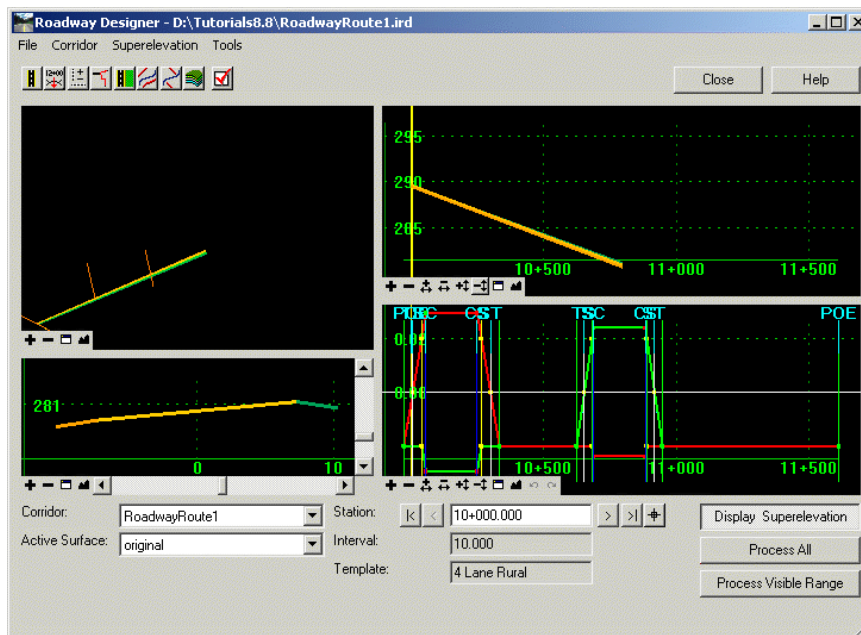 Roadway Designer - D:\Tutorials8.8\RoadwayRoute1.ird
File Corridor Superelevation Tools
Close Help
295
290
285
10+500 11+000 11+500
CS ST TS SC CS ST POE
281
0 10
10+500 11+000 11+500
Corridor: RoadwayRoute1
Active Surface: original
Station: 10+000.000
Interval: 10.000
Template: 4 Lane Rural
Display Superelevation
Process All
Process Visible Range